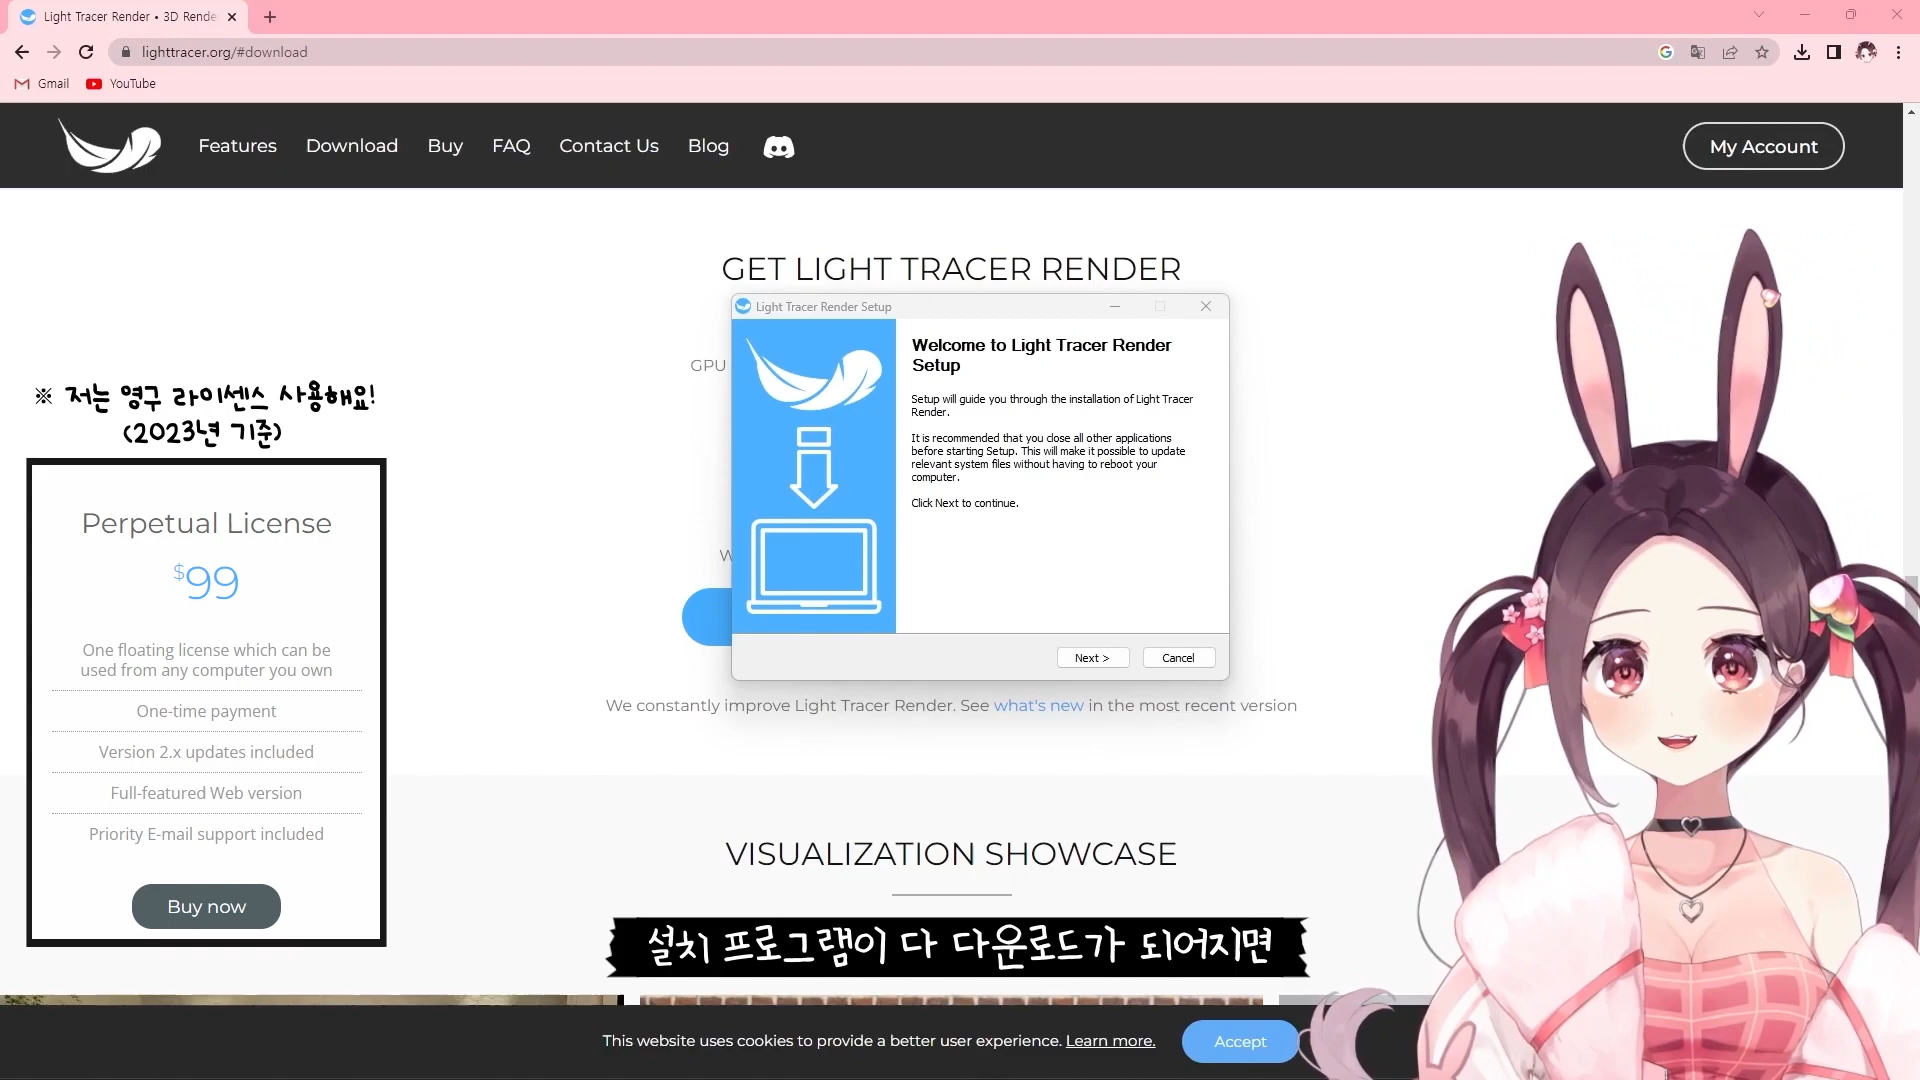 Light Tracer Render • 3D Rende
lighttracer.org/#download
Gmail
YouTube
Features
Download
Buy
FAQ
Contact Us
Blog
My Account
GET LIGHT TRACER RENDER
Light Tracer Render Setup
Welcome to Light Tracer Render
Setup
Setup will guide you through the installation of Light Tracer
Render.
It is recommended that you close all other applications
before starting Setup. This will make it possible to update
relevant system files without having to reboot your
computer.
Click Next to continue.
Next >
Cancel
GPU
W
We constantly improve Light Tracer Render. See what's new in the most recent version
※ 저는 영구 라이센스 사용해요!
(2023년 기준)
Perpetual License
$99
One floating license which can be
used from any computer you own
One-time payment
Version 2.x updates included
Full-featured Web version
Priority E-mail support included
Buy now
VISUALIZATION SHOWCASE
설치 프로그램이 다 다운로드가 되어지면
This website uses cookies to provide a better user experience. Learn more.
Accept